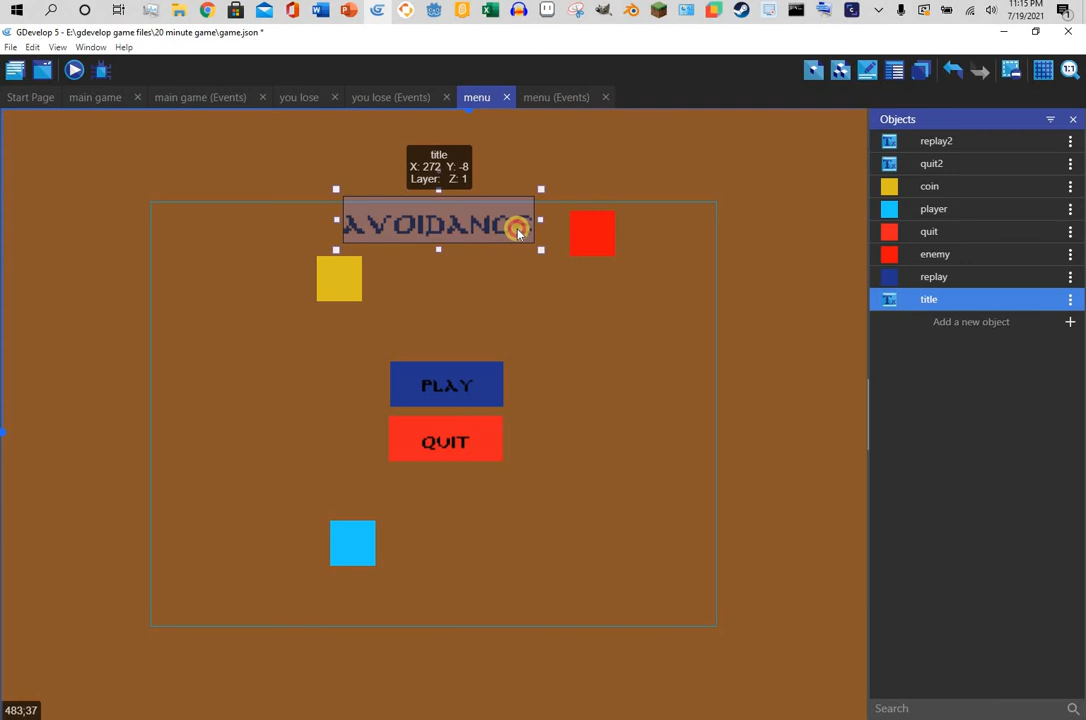 11:15 PM
7/19/2021
GDevelop 5 - E:\gdevelop game files\20 minute game\game.json *
File Edit View Window Help
Start Page main game main game (Events) you lose you lose (Events) menu menu (Events)
Objects
title
X: 272 Y: -8
Layer: Z: 1
AVOIDANCE
PLAY
QUIT
replay2
quit2
coin
player
quit
enemy
replay
title
Add a new object
483;37
Search